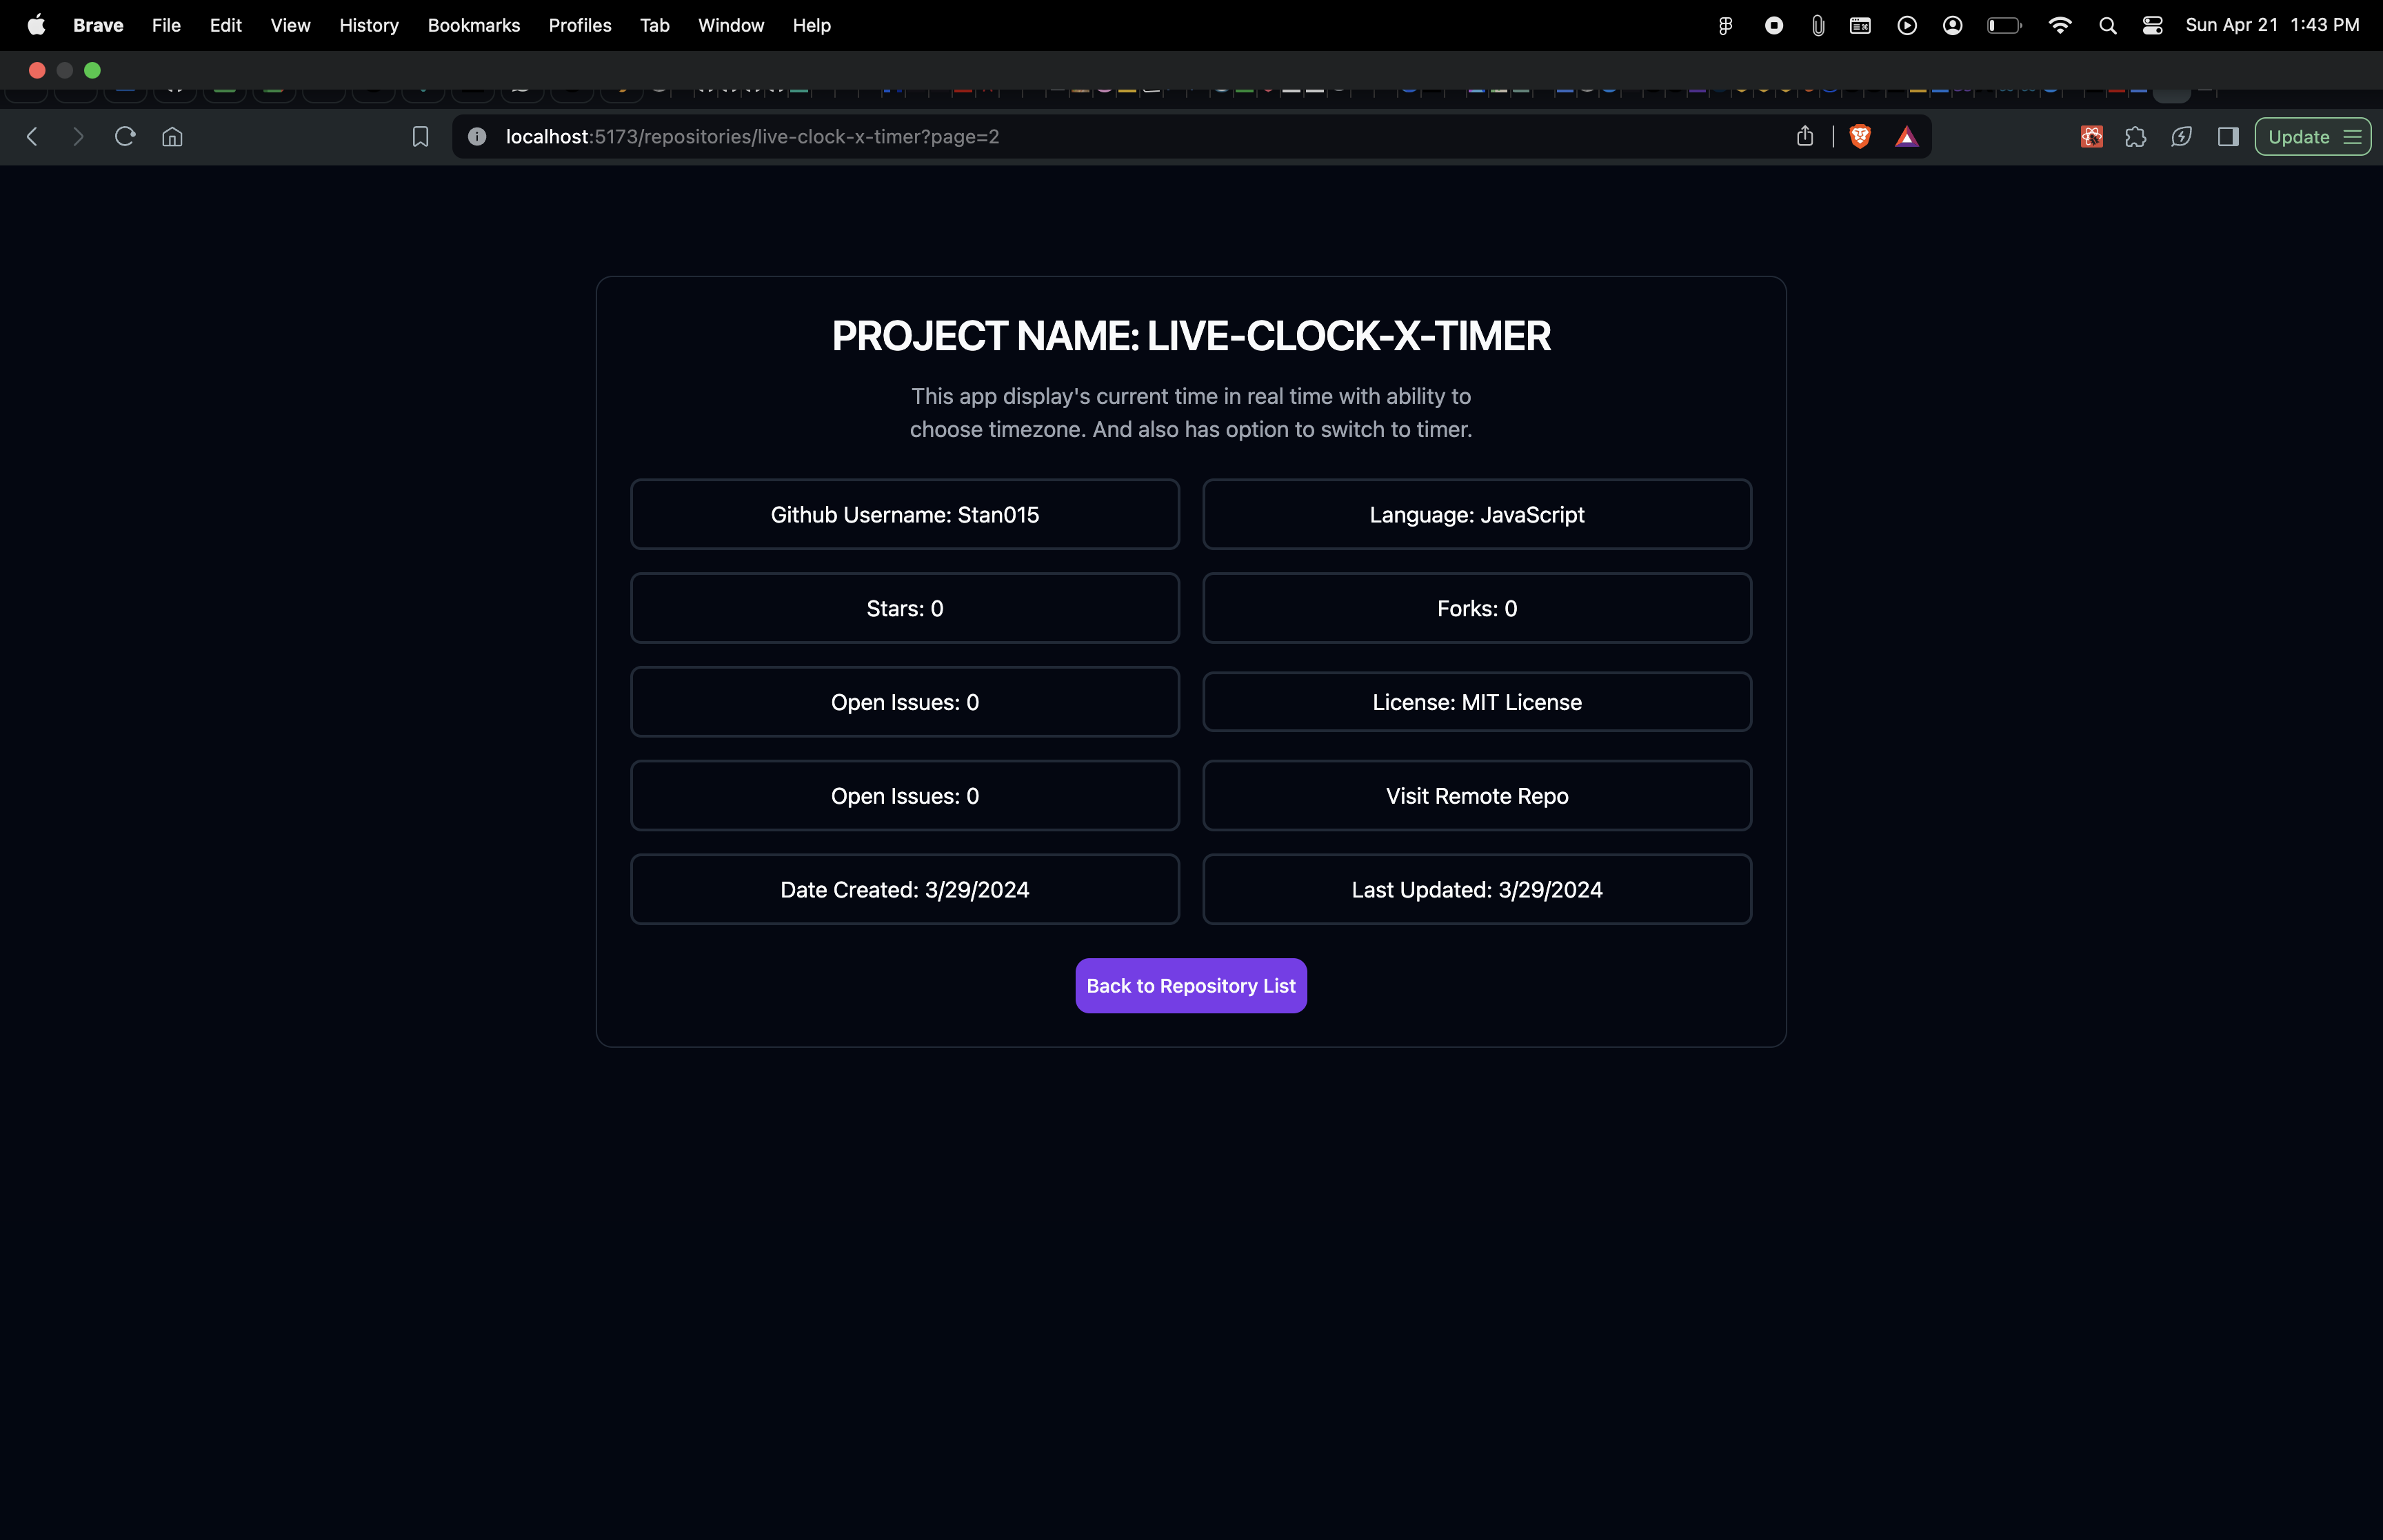 Brave File Edit View History Bookmarks Profiles Tab Window Help Sun Apr 21 1:43 PM
localhost:5173/repositories/live-clock-x-timer?page=2 Update
PROJECT NAME: LIVE-CLOCK-X-TIMER
This app display's current time in real time with ability to
choose timezone. And also has option to switch to timer.
Github Username: Stan015 Language: JavaScript
Stars: 0 Forks: 0
Open Issues: 0 License: MIT License
Open Issues: 0 Visit Remote Repo
Date Created: 3/29/2024 Last Updated: 3/29/2024
Back to Repository List